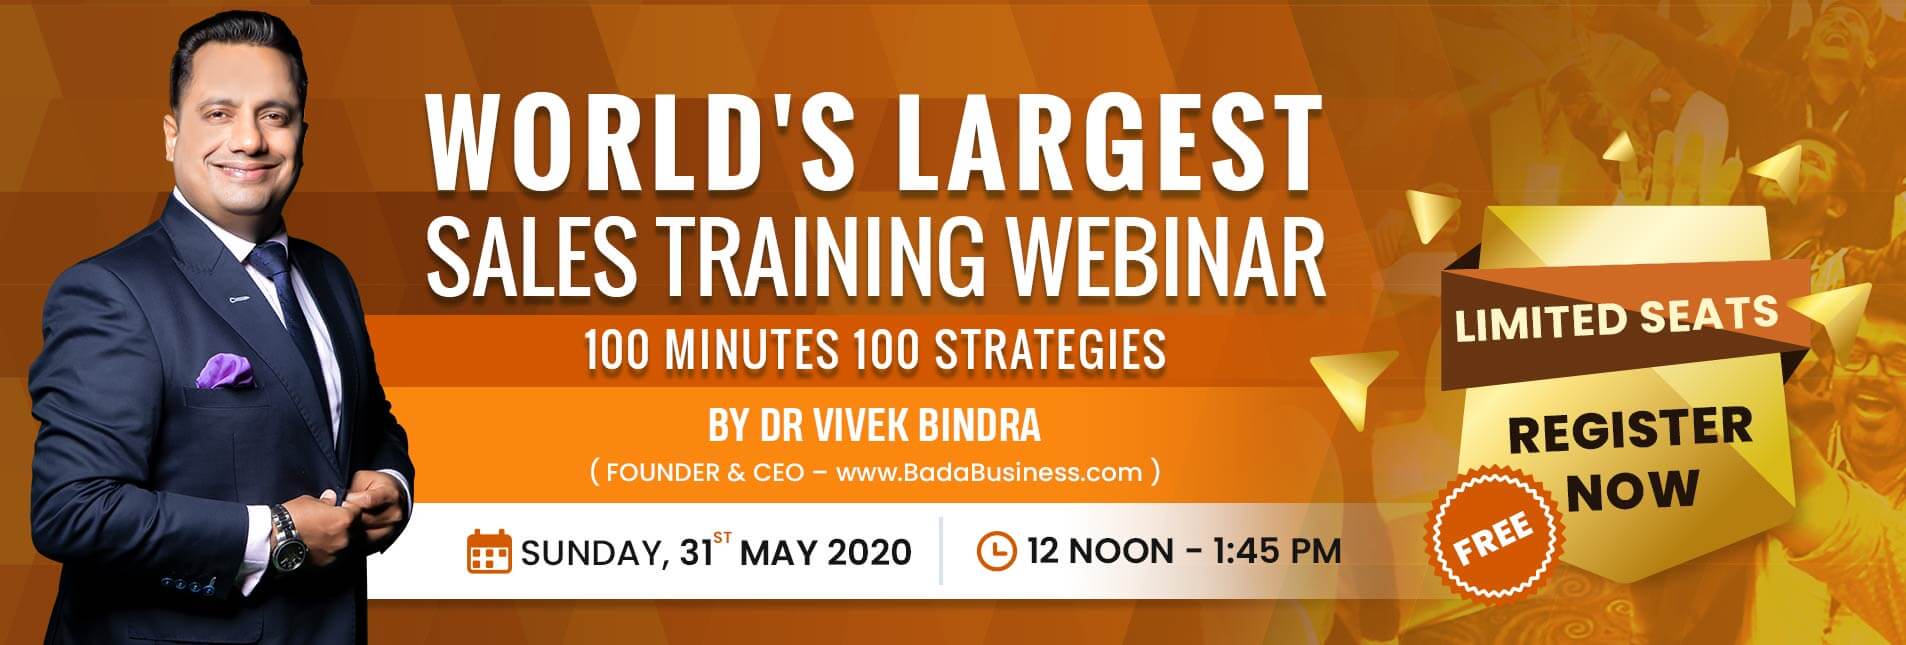 WORLD'S LARGEST
SALES TRAINING WEBINAR
100 MINUTES 100 STRATEGIES
BY DR VIVEK BINDRA
( FOUNDER & CEO – www.BadaBusiness.com )
SUNDAY, 31ST MAY 2020
12 NOON - 1:45 PM
LIMITED SEATS
REGISTER
NOW
FREE